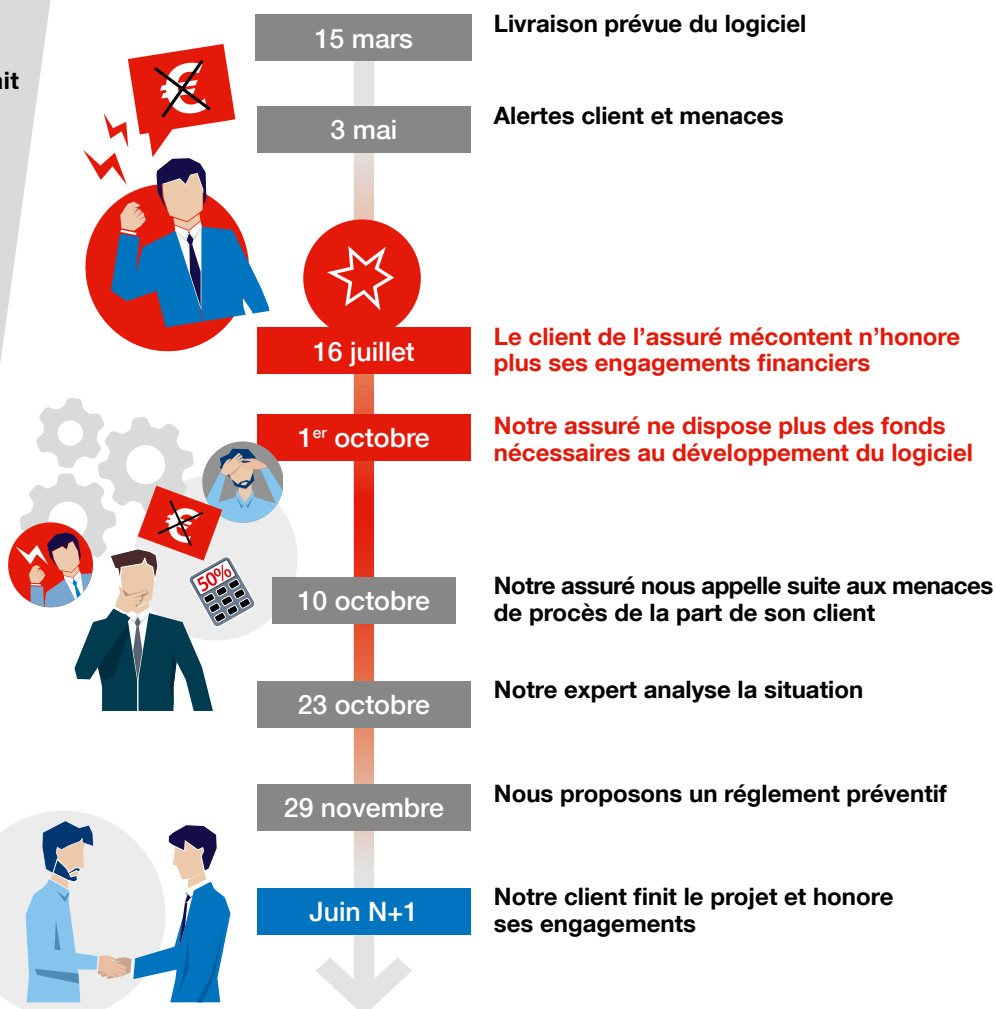 ait
15 mars
Livraison prévue du logiciel
3 mai
Alertes client et menaces
€
16 juillet
Le client de l’assuré mécontent n’honore
plus ses engagements financiers
1er octobre
Notre assuré ne dispose plus des fonds
nécessaires au développement du logiciel
€
50%
10 octobre
Notre assuré nous appelle suite aux menaces
de procès de la part de son client
23 octobre
Notre expert analyse la situation
29 novembre
Nous proposons un réglement préventif
Juin N+1
Notre client finit le projet et honore
ses engagements